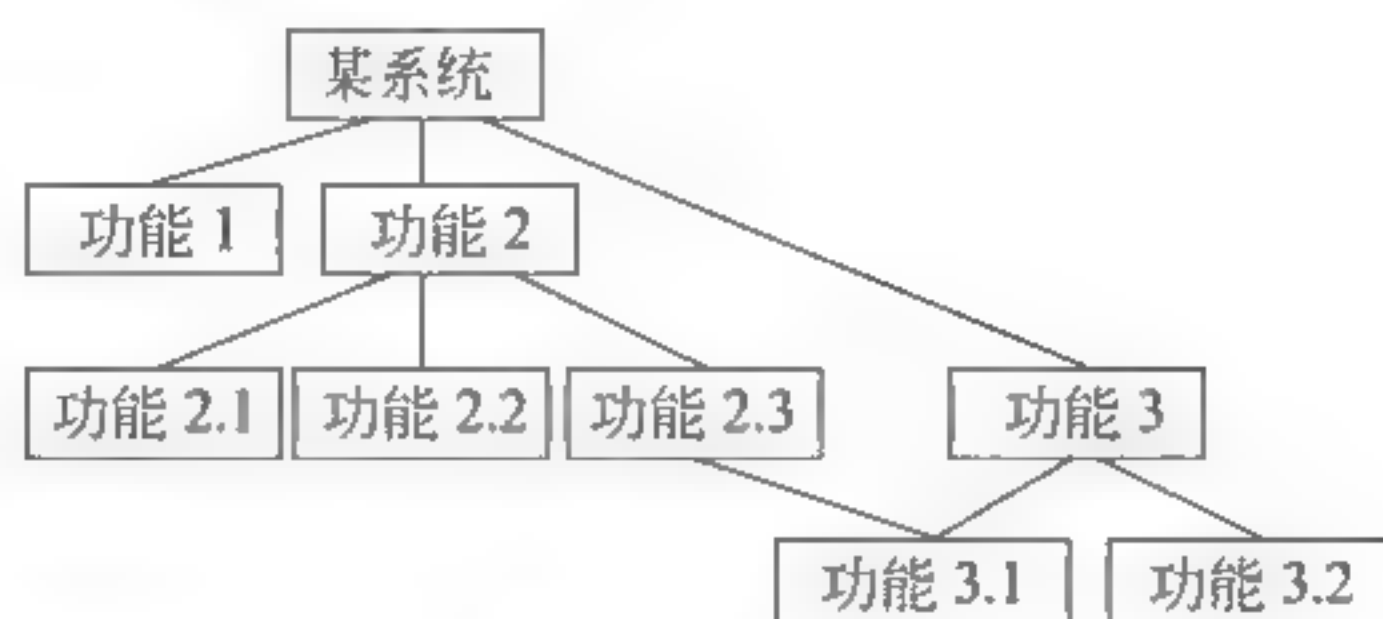 某系统
功能 1
功能 2
功能 2.1
功能 2.2
功能 2.3
功能 3
功能 3.1
功能 3.2